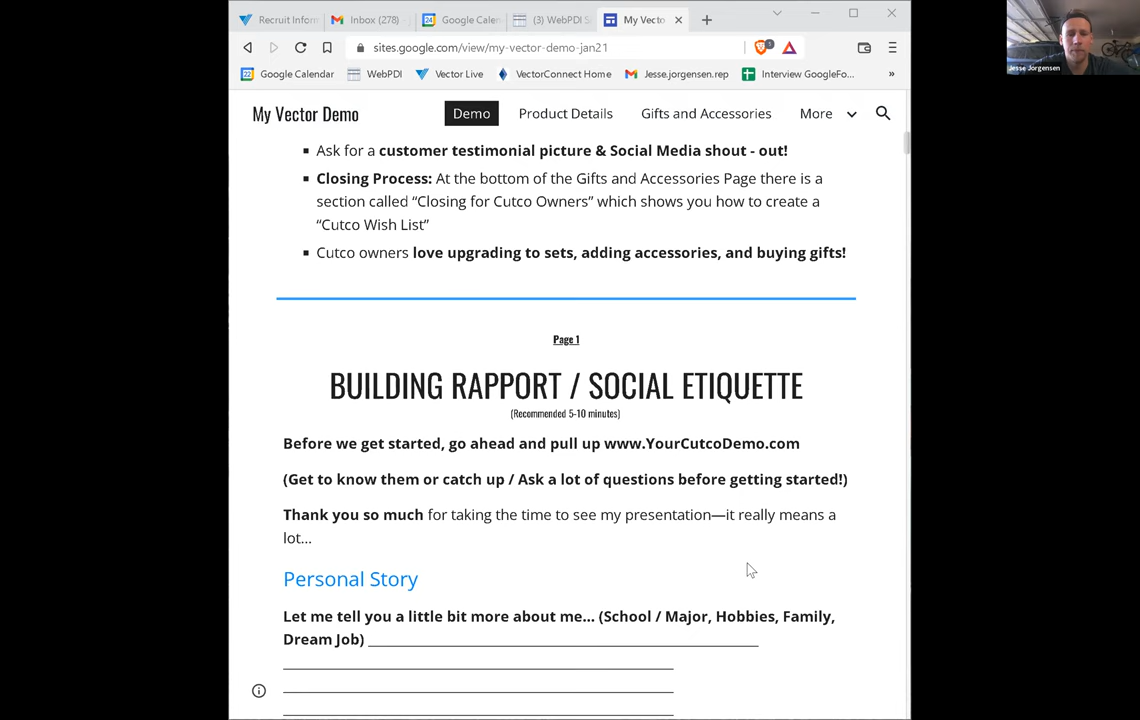 Recruit Inform
Inbox (278)
Google Calen
(3) WebPDI S
My Vecto
sites.google.com/view/my-vector-demo-jan21
Google Calendar
WebPDI
Vector Live
VectorConnect Home
Jesse.jorgensen.rep
Interview GoogleFo...
»
Jesse Jorgensen
My Vector Demo
Demo
Product Details
Gifts and Accessories
More
▪ Ask for a customer testimonial picture & Social Media shout - out!
▪ Closing Process: At the bottom of the Gifts and Accessories Page there is a
section called “Closing for Cutco Owners” which shows you how to create a
“Cutco Wish List”
▪ Cutco owners love upgrading to sets, adding accessories, and buying gifts!
Page 1
BUILDING RAPPORT / SOCIAL ETIQUETTE
(Recommended 5-10 minutes)
Before we get started, go ahead and pull up www.YourCutcoDemo.com
(Get to know them or catch up / Ask a lot of questions before getting started!)
Thank you so much for taking the time to see my presentation—it really means a
lot...
Personal Story
Let me tell you a little bit more about me... (School / Major, Hobbies, Family,
Dream Job)